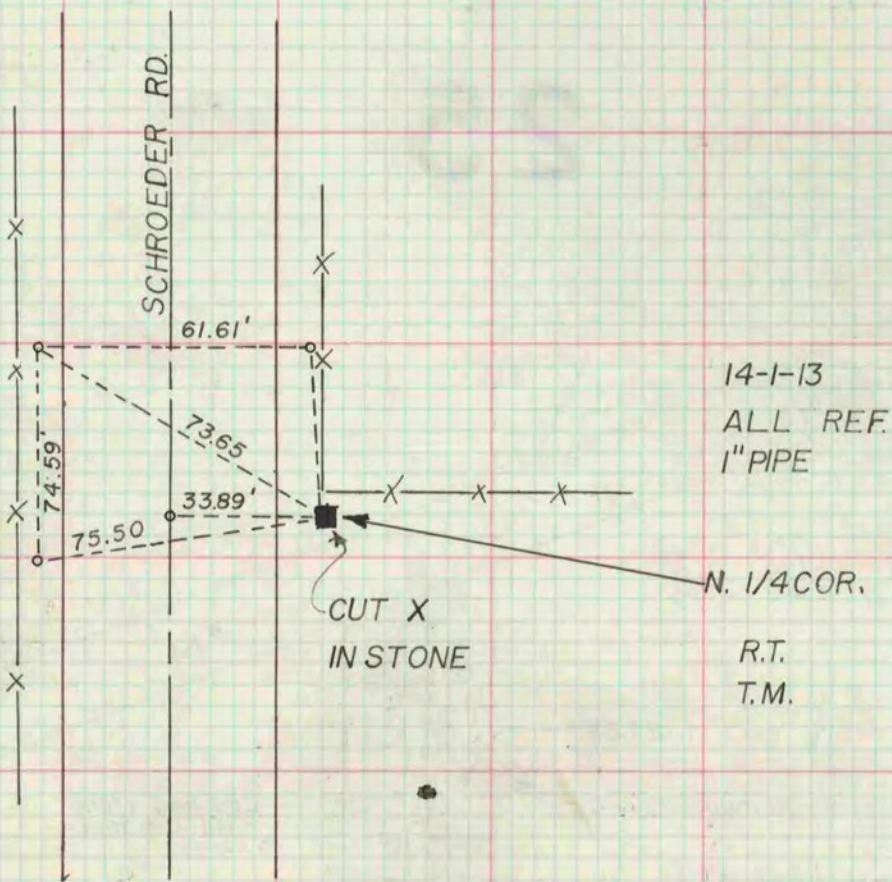 SCHROEDER RD.
61.61'
73.65
74.59'
33.89'
75.50
CUT X
IN STONE
14-1-13
ALL REF.
1" PIPE
N. 1/4 COR.
R.T.
T.M.